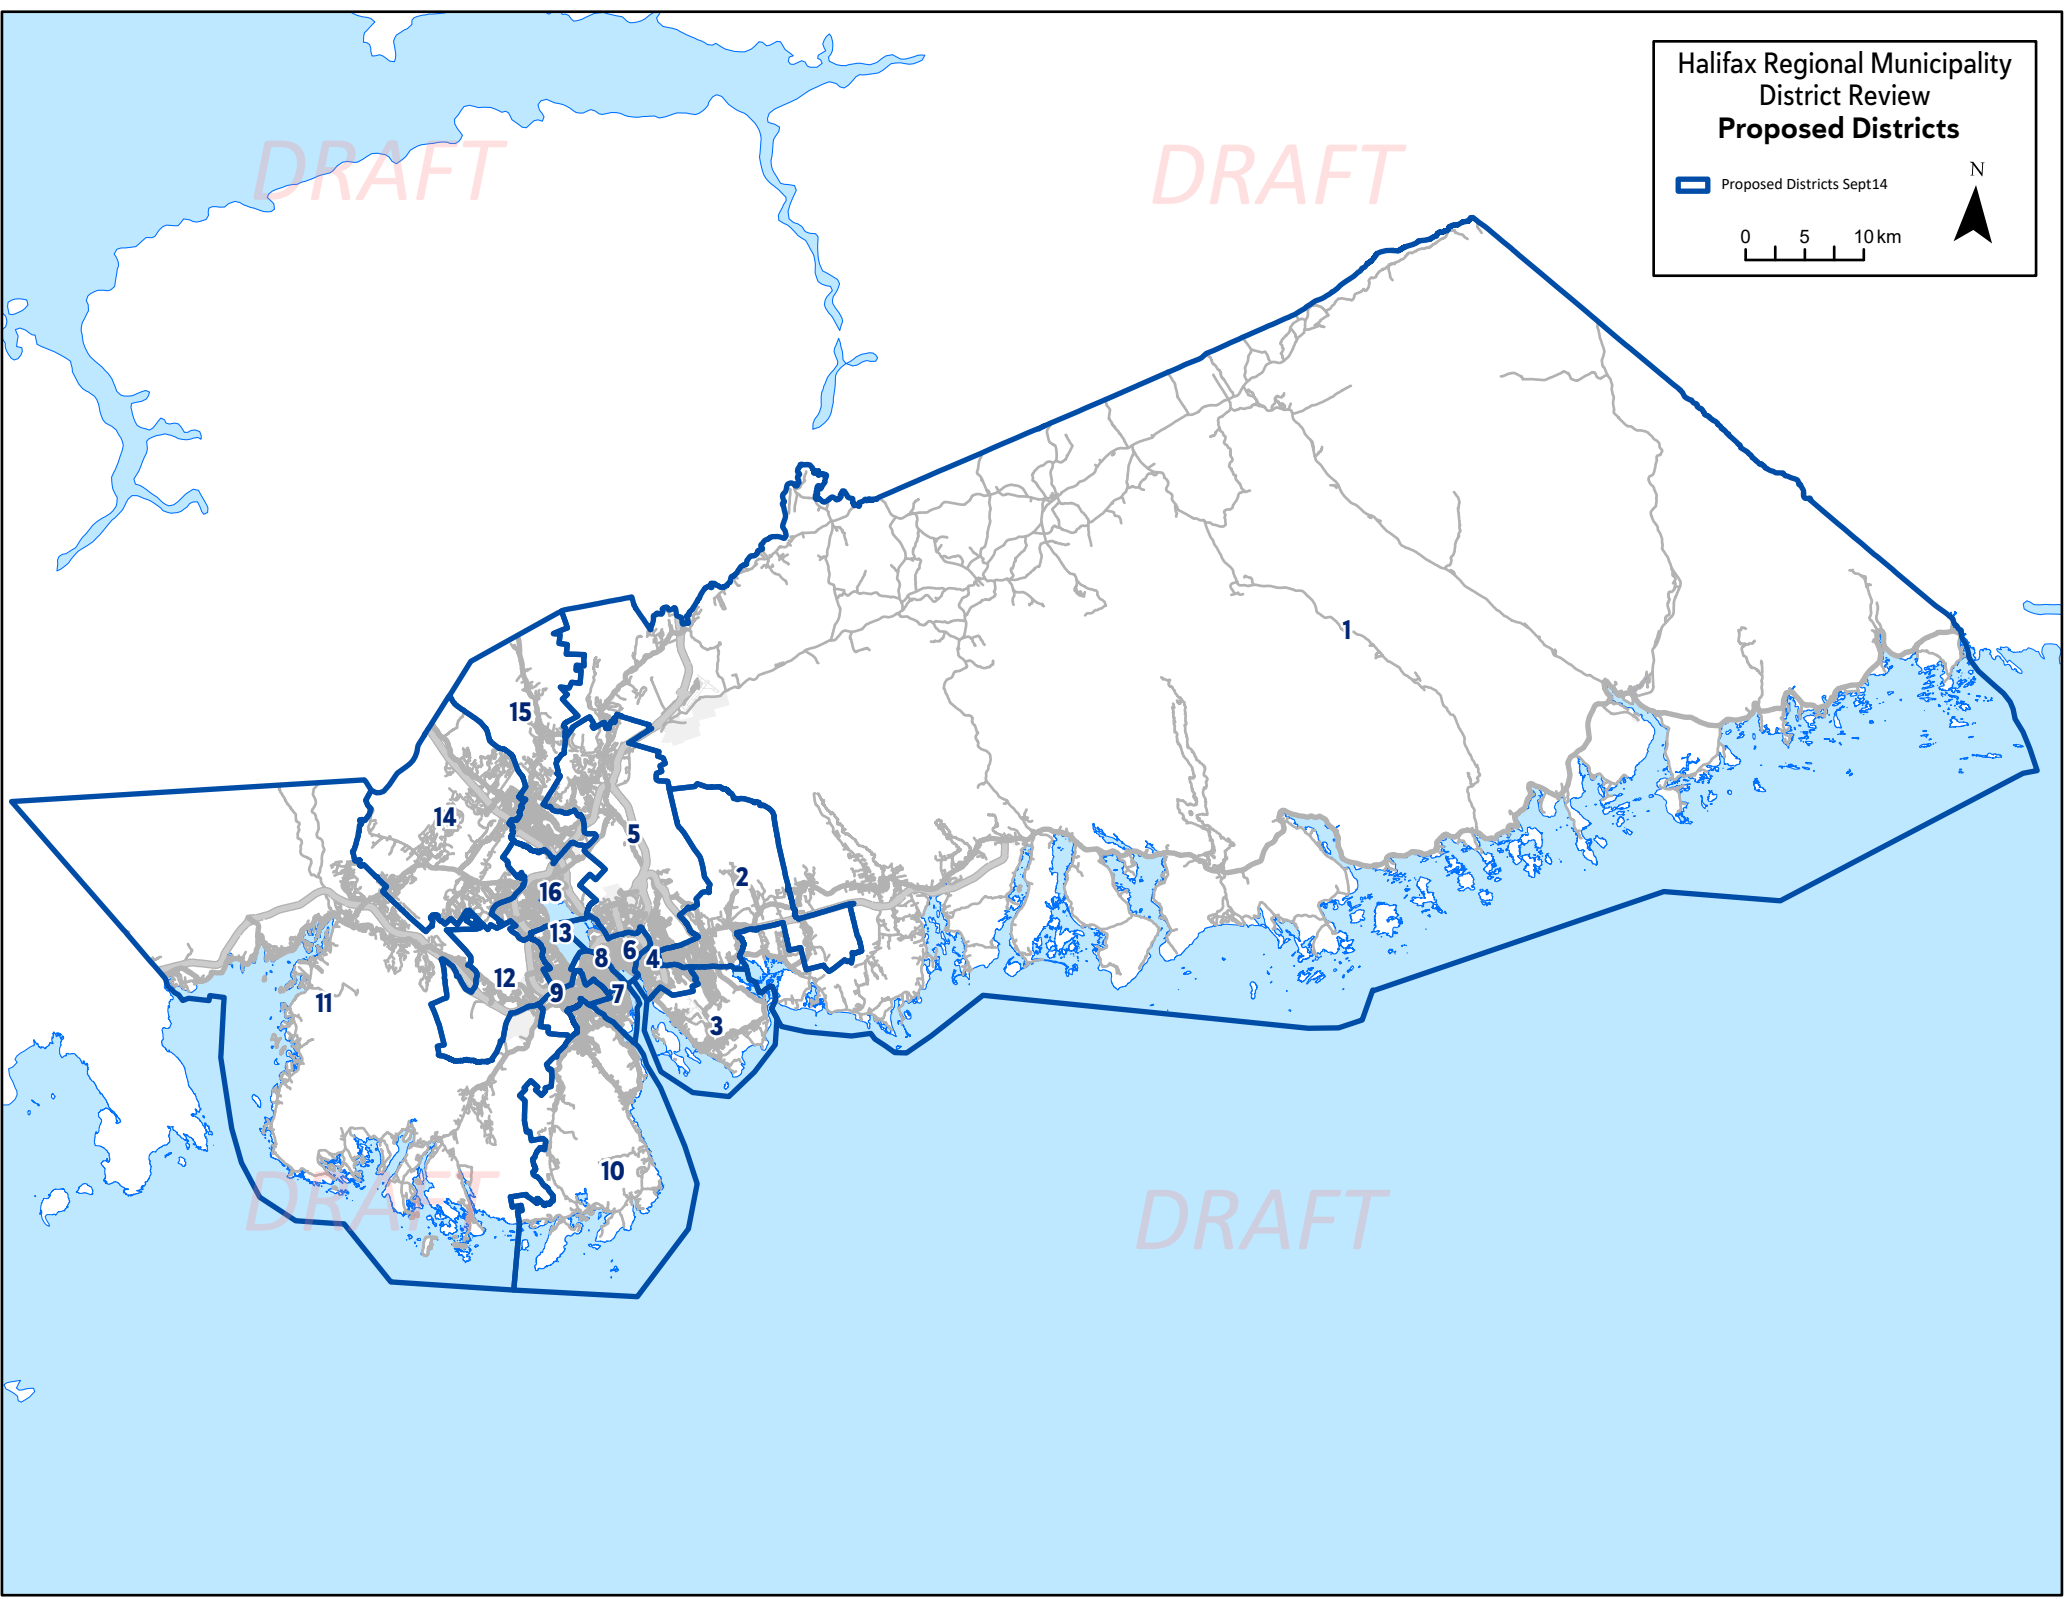 Halifax Regional Municipality
District Review
Proposed Districts
Proposed Districts Sept14
N
0 5 10 km
DRAFT
DRAFT
1
15
14
5
2
16
13
6
8
4
12
9
7
11
3
10
DRAFT
DRAFT